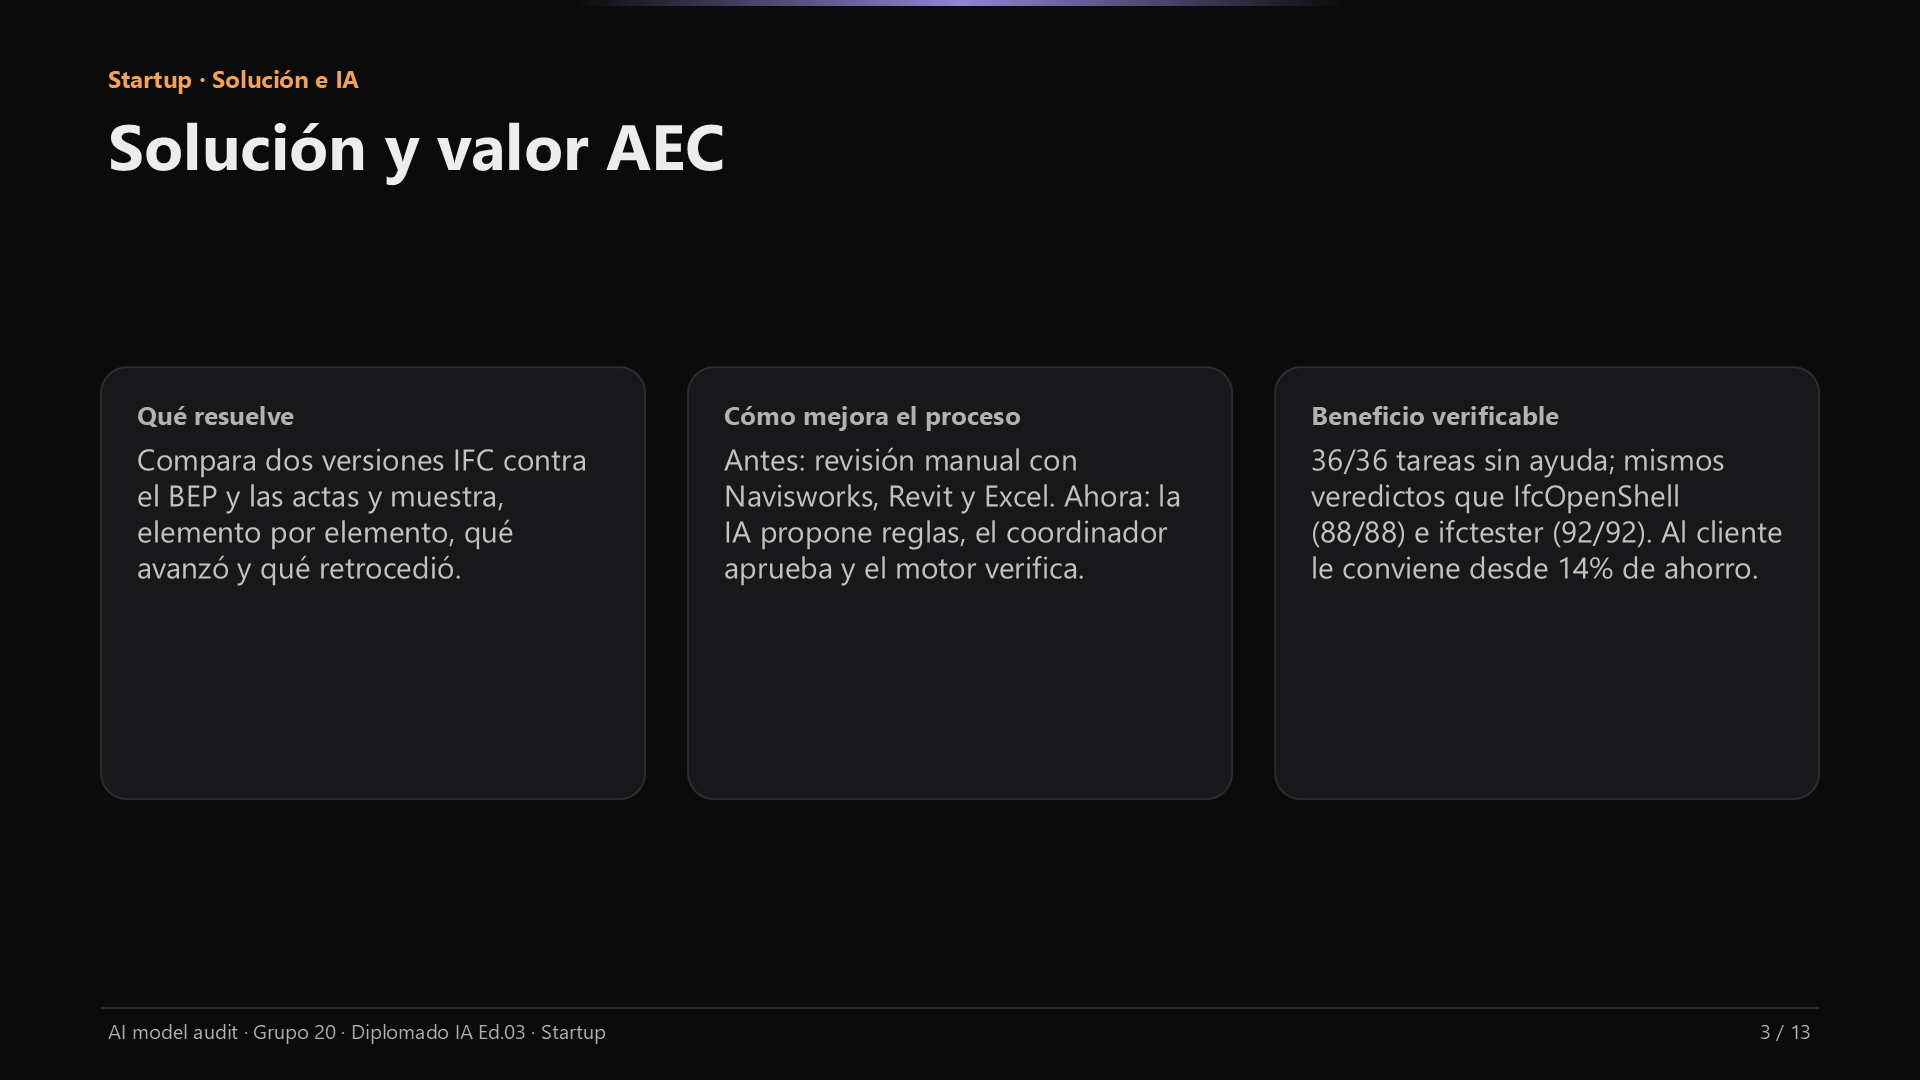 Startup · Solución e IA
Solución y valor AEC
Qué resuelve
Compara dos versiones IFC contra
el BEP y las actas y muestra,
elemento por elemento, qué
avanzó y qué retrocedió.
Cómo mejora el proceso
Antes: revisión manual con
Navisworks, Revit y Excel. Ahora: la
IA propone reglas, el coordinador
aprueba y el motor verifica.
Beneficio verificable
36/36 tareas sin ayuda; mismos
veredictos que IfcOpenShell
(88/88) e ifctester (92/92). Al cliente
le conviene desde 14% de ahorro.
AI model audit · Grupo 20 · Diplomado IA Ed.03 · Startup
3 / 13